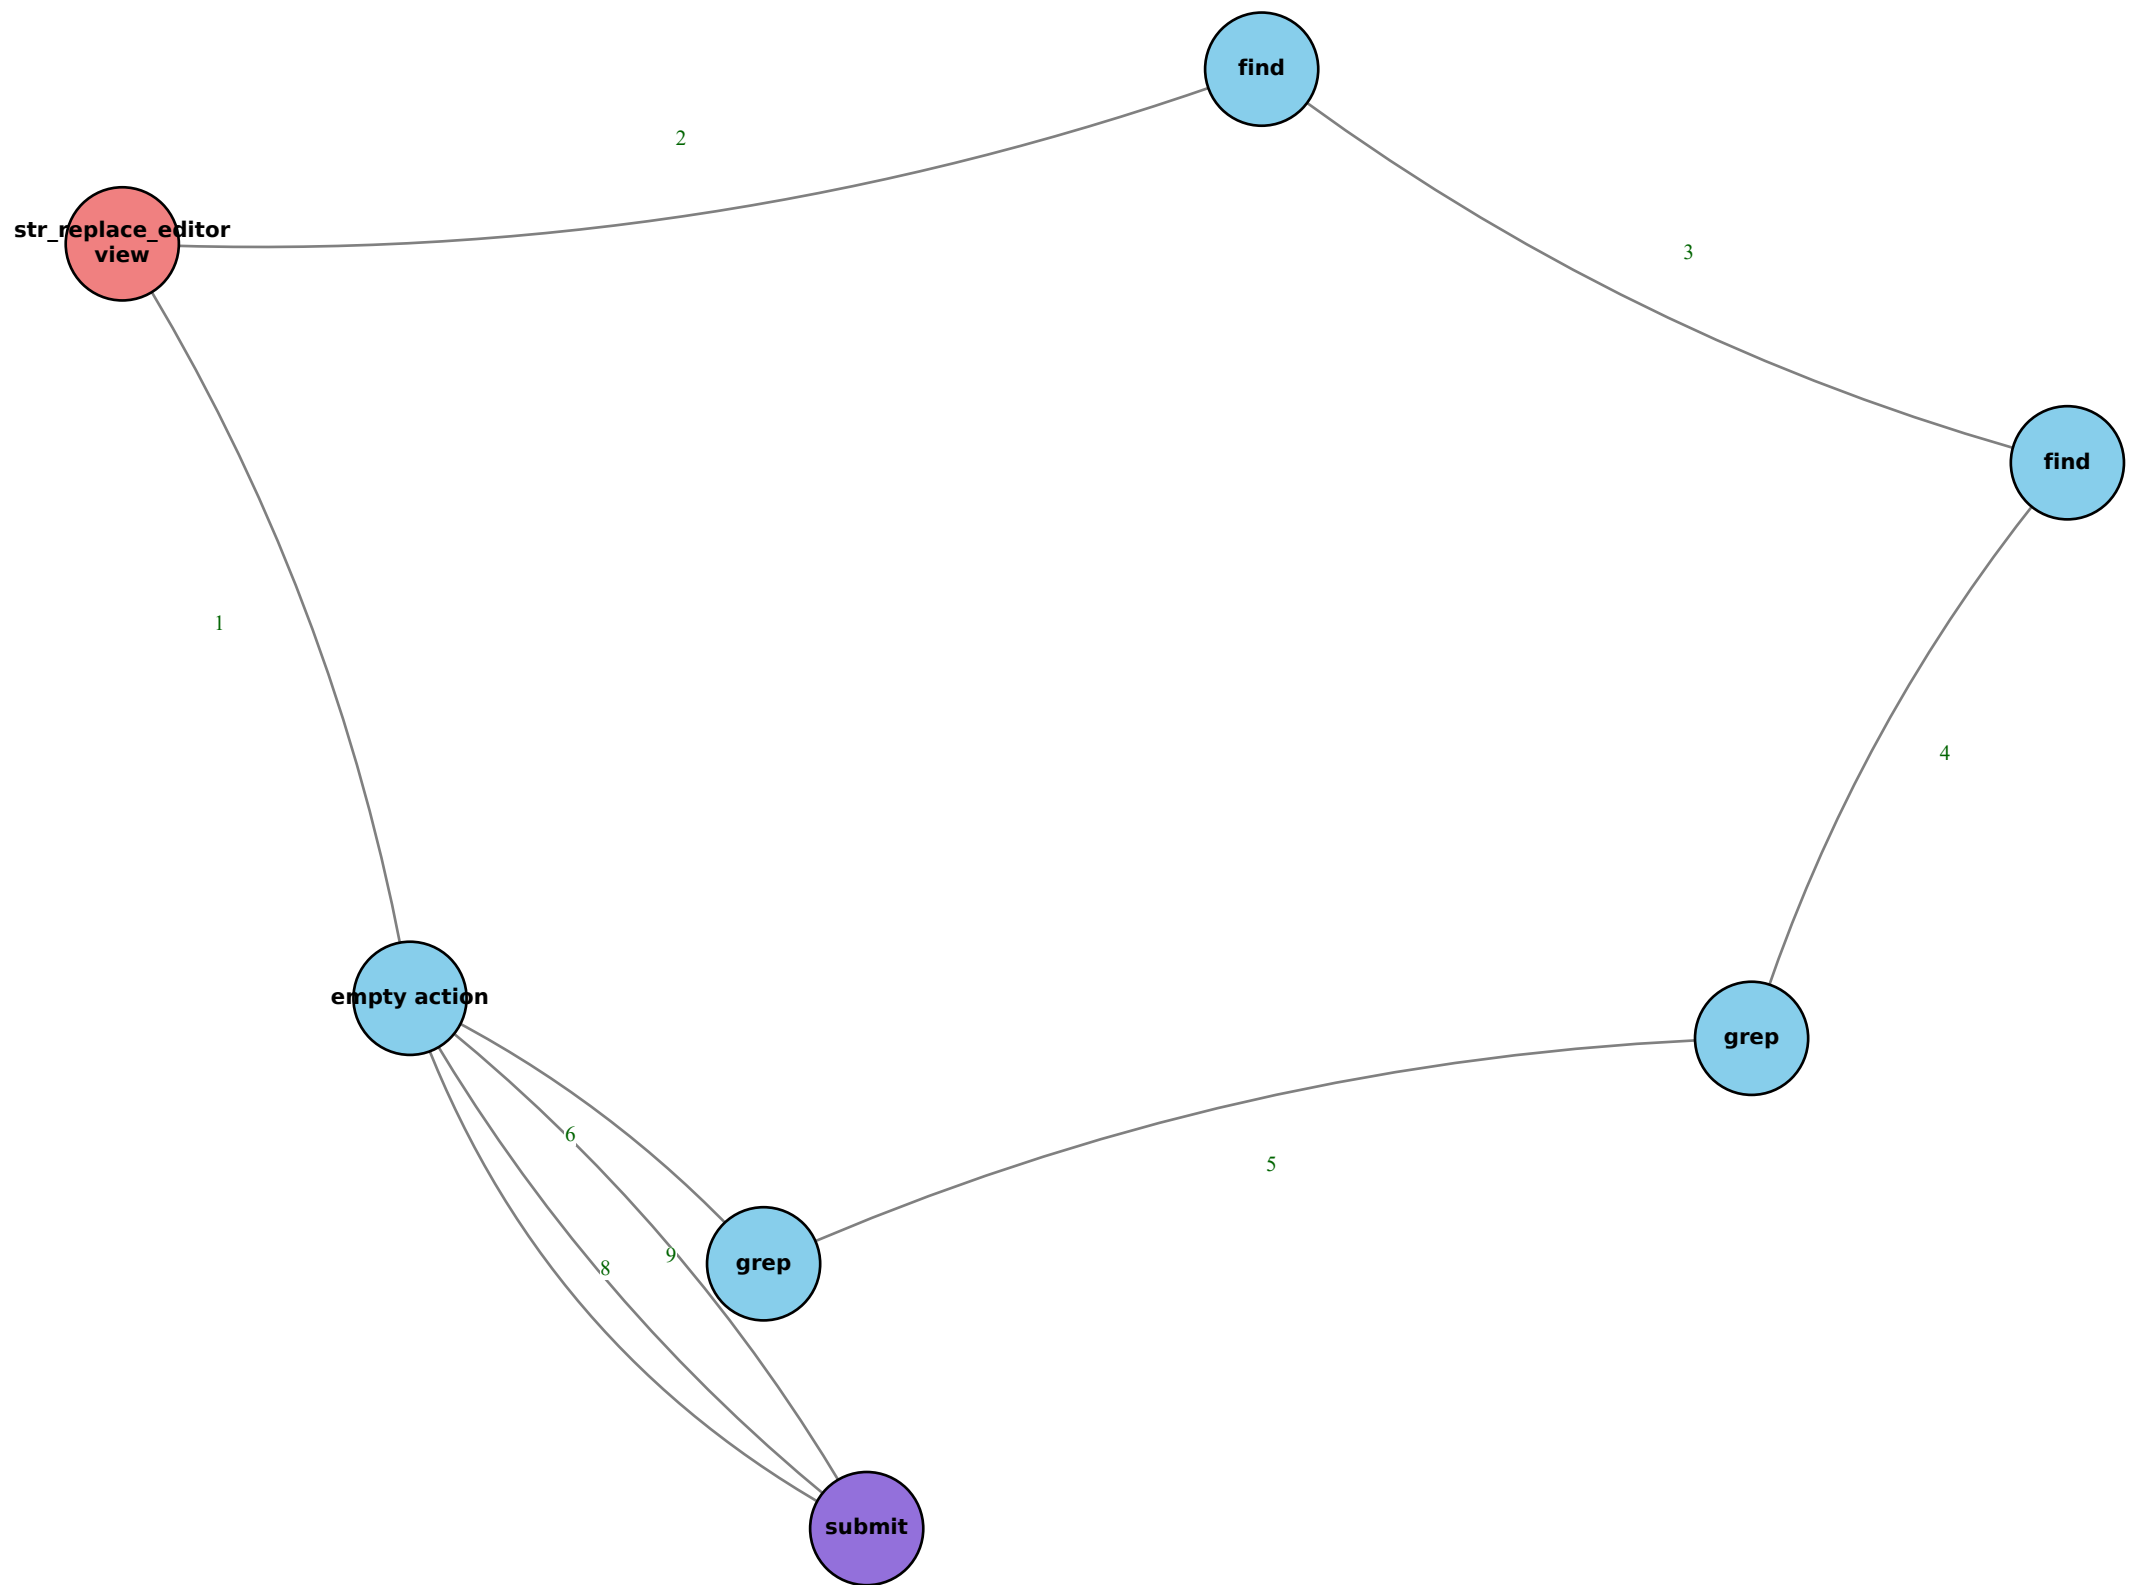 find
2
str_replace_editor
view
3
find
1
4
empty action
grep
6
5
9
grep
8
submit